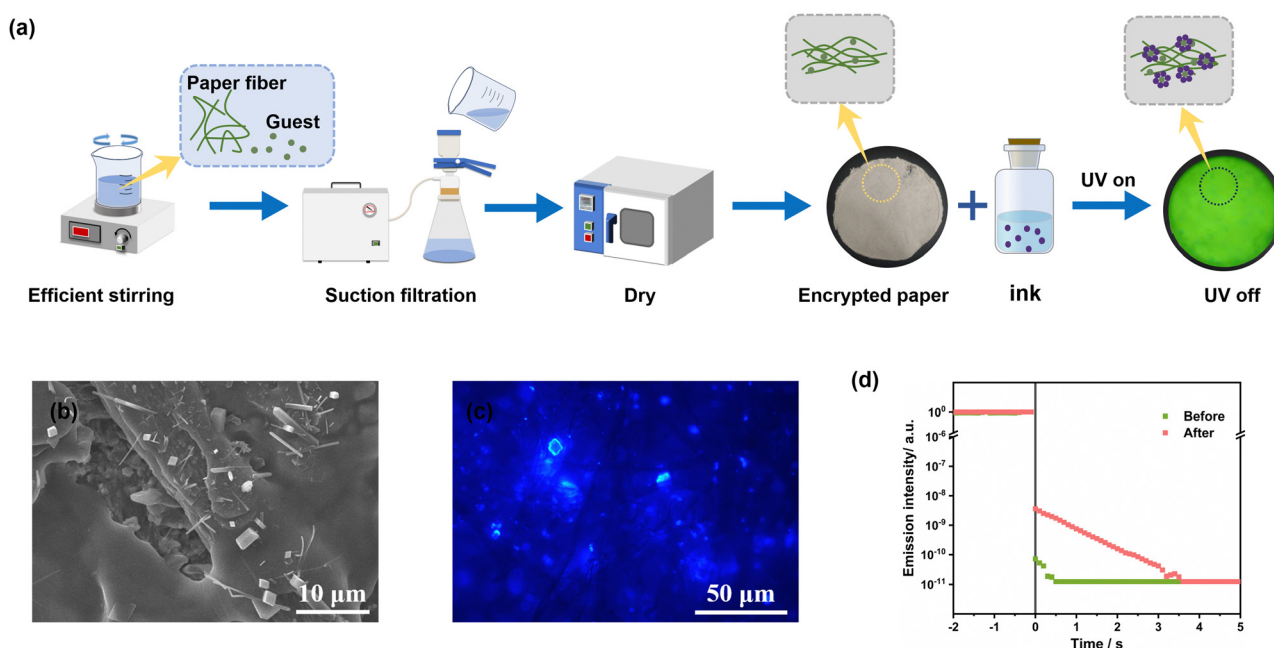 (a)
Paper fiber
Guest
UV on
Efficient stirring
Suction filtration
Dry
Encrypted paper
ink
UV off
(b)
10 μm
(c)
50 μm
(d)
Emission intensity/ a.u.
10⁰
10⁻⁶
10⁻⁷
10⁻⁸
10⁻⁹
10⁻¹⁰
10⁻¹¹
Before
After
-2 -1 0 1 2 3 4 5
Time / s